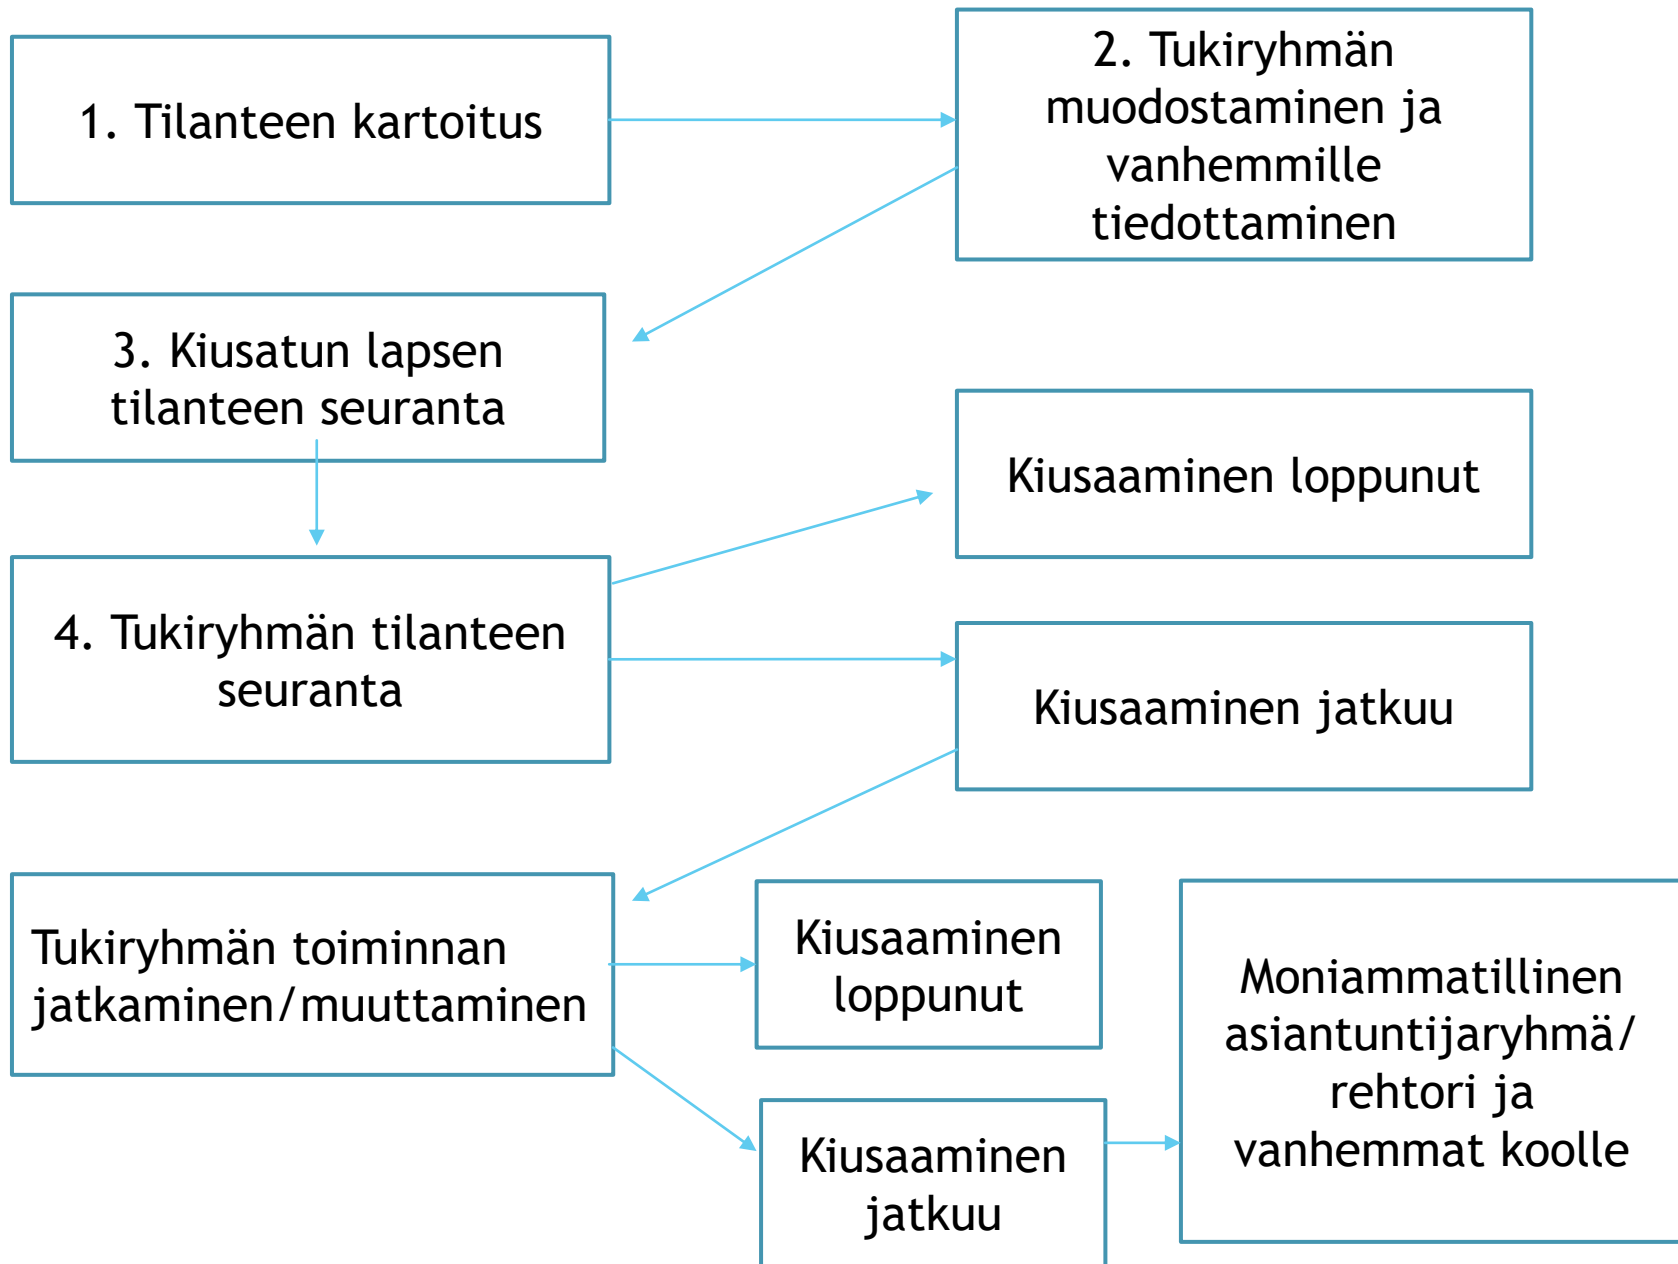 1. Tilanteen kartoitus
2. Tukiryhmän
muodostaminen ja
vanhemmille
tiedottaminen
3. Kiusatun lapsen
tilanteen seuranta
Kiusaaminen loppunut
4. Tukiryhmän tilanteen
seuranta
Kiusaaminen jatkuu
Tukiryhmän toiminnan
jatkaminen/muuttaminen
Kiusaaminen
loppunut
Kiusaaminen
jatkuu
Moniammatillinen
asiantuntijaryhmä/
rehtori ja
vanhemmat koolle